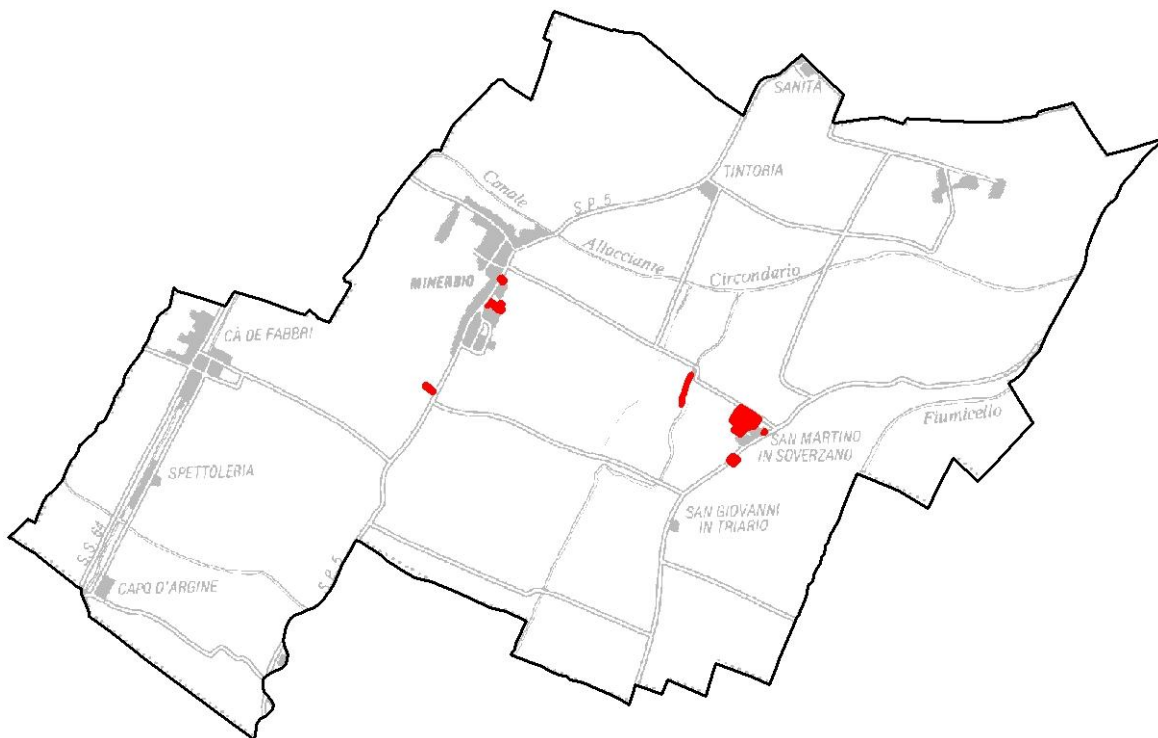 SANITÀ
TINTORIA
Canale
S.P. 5
Allacciante
Circondario
MINERBIO
CÀ DE FABBRI
Fiumicello
SAN MARTINO
IN SOVERZANO
SPETTOLERIA
SAN GIOVANNI
IN TRIARIO
S.S. 64
S.P. 5
CAPO D'ARGINE